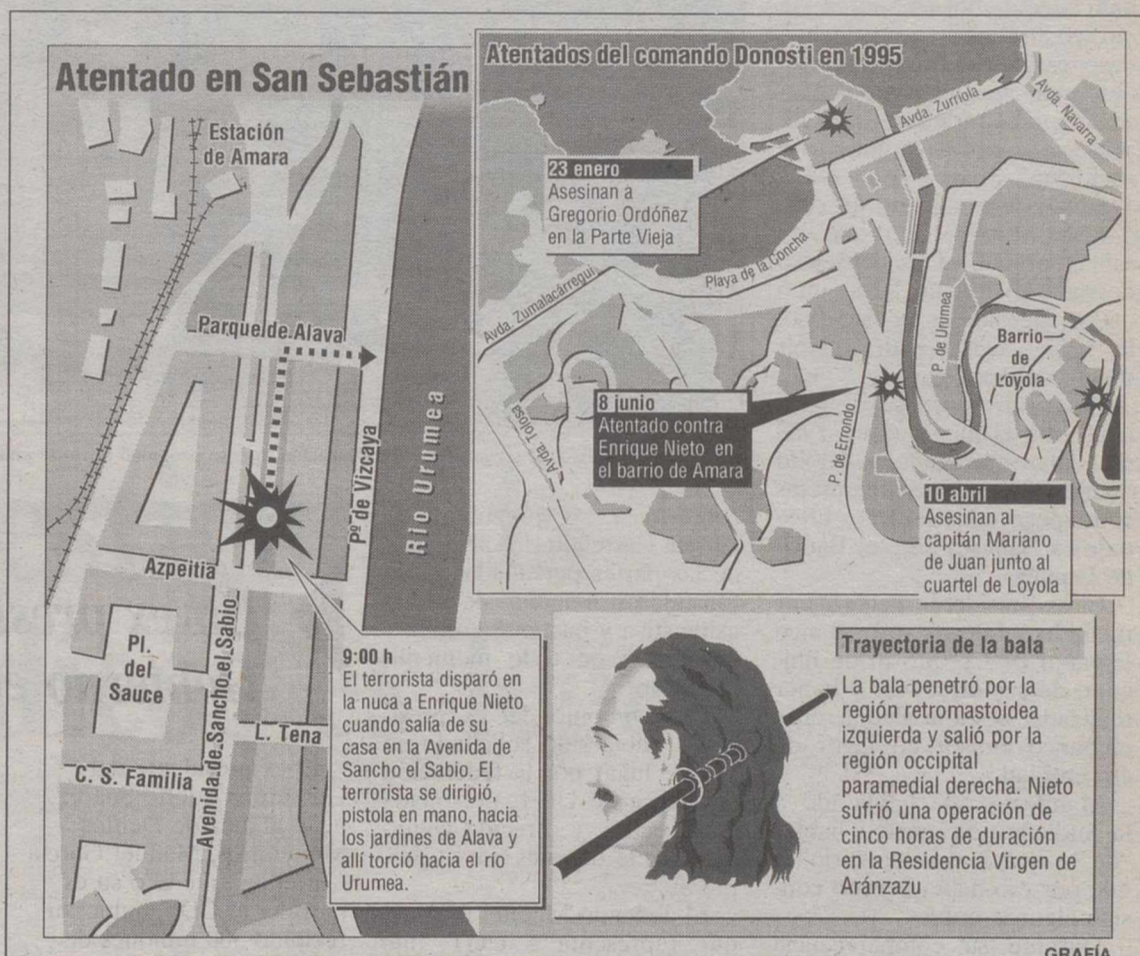 Atentado en San Sebastián
Estación
de Amara
Parque de Alava
Pº de Vizcaya
Río Urumea
Azpeitia
Pl.
del
Sauce
Avenida de Sancho el Sabio
L. Tena
C. S. Familia
9:00 h
El terrorista disparó en
la nuca a Enrique Nieto
cuando salía de su
casa en la Avenida de
Sancho el Sabio. El
terrorista se dirigió,
pistola en mano, hacia
los jardines de Alava y
allí torció hacia el río
Urumea.
Atentados del comando Donosti en 1995
Avda. Zurriola
Avda. Navarra
23 enero
Asesinan a
Gregorio Ordóñez
en la Parte Vieja
Playa de la Concha
Avda. Zumalacárregui
P. de Urumea
Barrio
de
Loyola
8 junio
Atentado contra
Enrique Nieto en
el barrio de Amara
Avda. Tolosa
P. de Errondo
10 abril
Asesinan al
capitán Mariano
de Juan junto al
cuartel de Loyola
Trayectoria de la bala
La bala penetró por la
región retromastoidea
izquierda y salió por la
región occipital
paramedial derecha. Nieto
sufrió una operación de
cinco horas de duración
en la Residencia Virgen de
Aránzazu
GRAFÍA